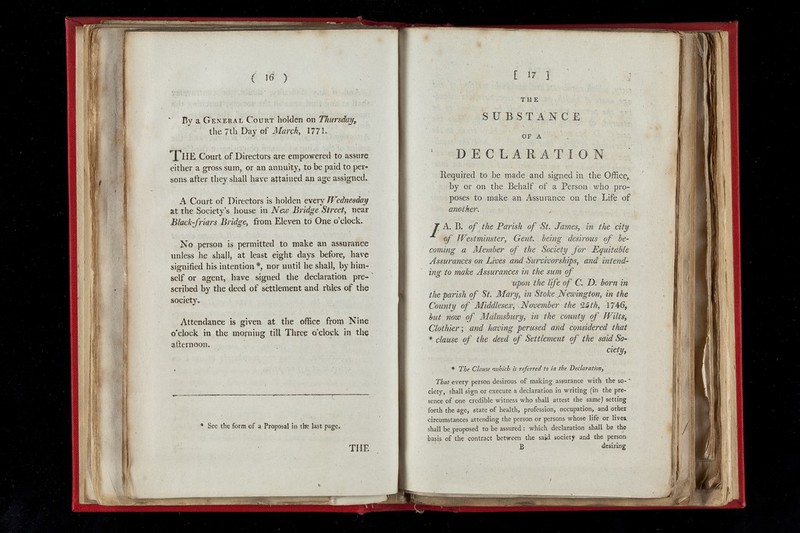 ( 16 )
By a GENERAL COURT holden on Thursday,
the 7th Day of March, 1771.
THE Court of Directors are empowered to assure
either a gross sum, or an annuity, to be paid to per-
sons after they shall have attained an age assigned.
A Court of Directors is holden every Wednesday
at the Society's house in New Bridge Street, near
Black-friars Bridge, from Eleven to One o'clock.
No person is permitted to make an assurance
unless he shall, at least eight days before, have
signified his intention *, nor until he shall, by him-
self or agent, have signed the declaration pre-
scribed by the deed of settlement and rules of the
society.
Attendance is given at the office from Nine
o'clock in the morning till Three o'clock in the
afternoon.
* See the form of a Proposal in the last page.
THE
[ 17 ]
THE
SUBSTANCE
OF A
DECLARATION
Required to be made and signed in the Office,
by or on the Behalf of a Person who pro-
poses to make an Assurance on the Life of
another.
I A. B. of the Parish of St. James, in the city
of Westminster, Gent. being desirous of be-
coming a Member of the Society for Equitable
Assurances on Lives and Survivorships, and intend-
ing to make Assurances in the sum of
upon the life of C. D. born in
the parish of St. Mary, in Stoke Newington, in the
County of Middlesex, November the 24th, 1746,
but now of Malmsbury, in the county of Wilts,
Clothier; and having perused and considered that
* clause of the deed of Settlement of the said So-
ciety,
* The Clause which is referred to in the Declaration,
That every person desirous of making assurance with the so-
ciety, shall sign or execute a declaration in writing (in the pre-
sence of one credible witness who shall attest the same) setting
forth the age, state of health, profession, occupation, and other
circumstances attending the person or persons whose life or lives
shall be proposed to be assured: which declaration shall be the
basis of the contract between the said society and the person
B desiring